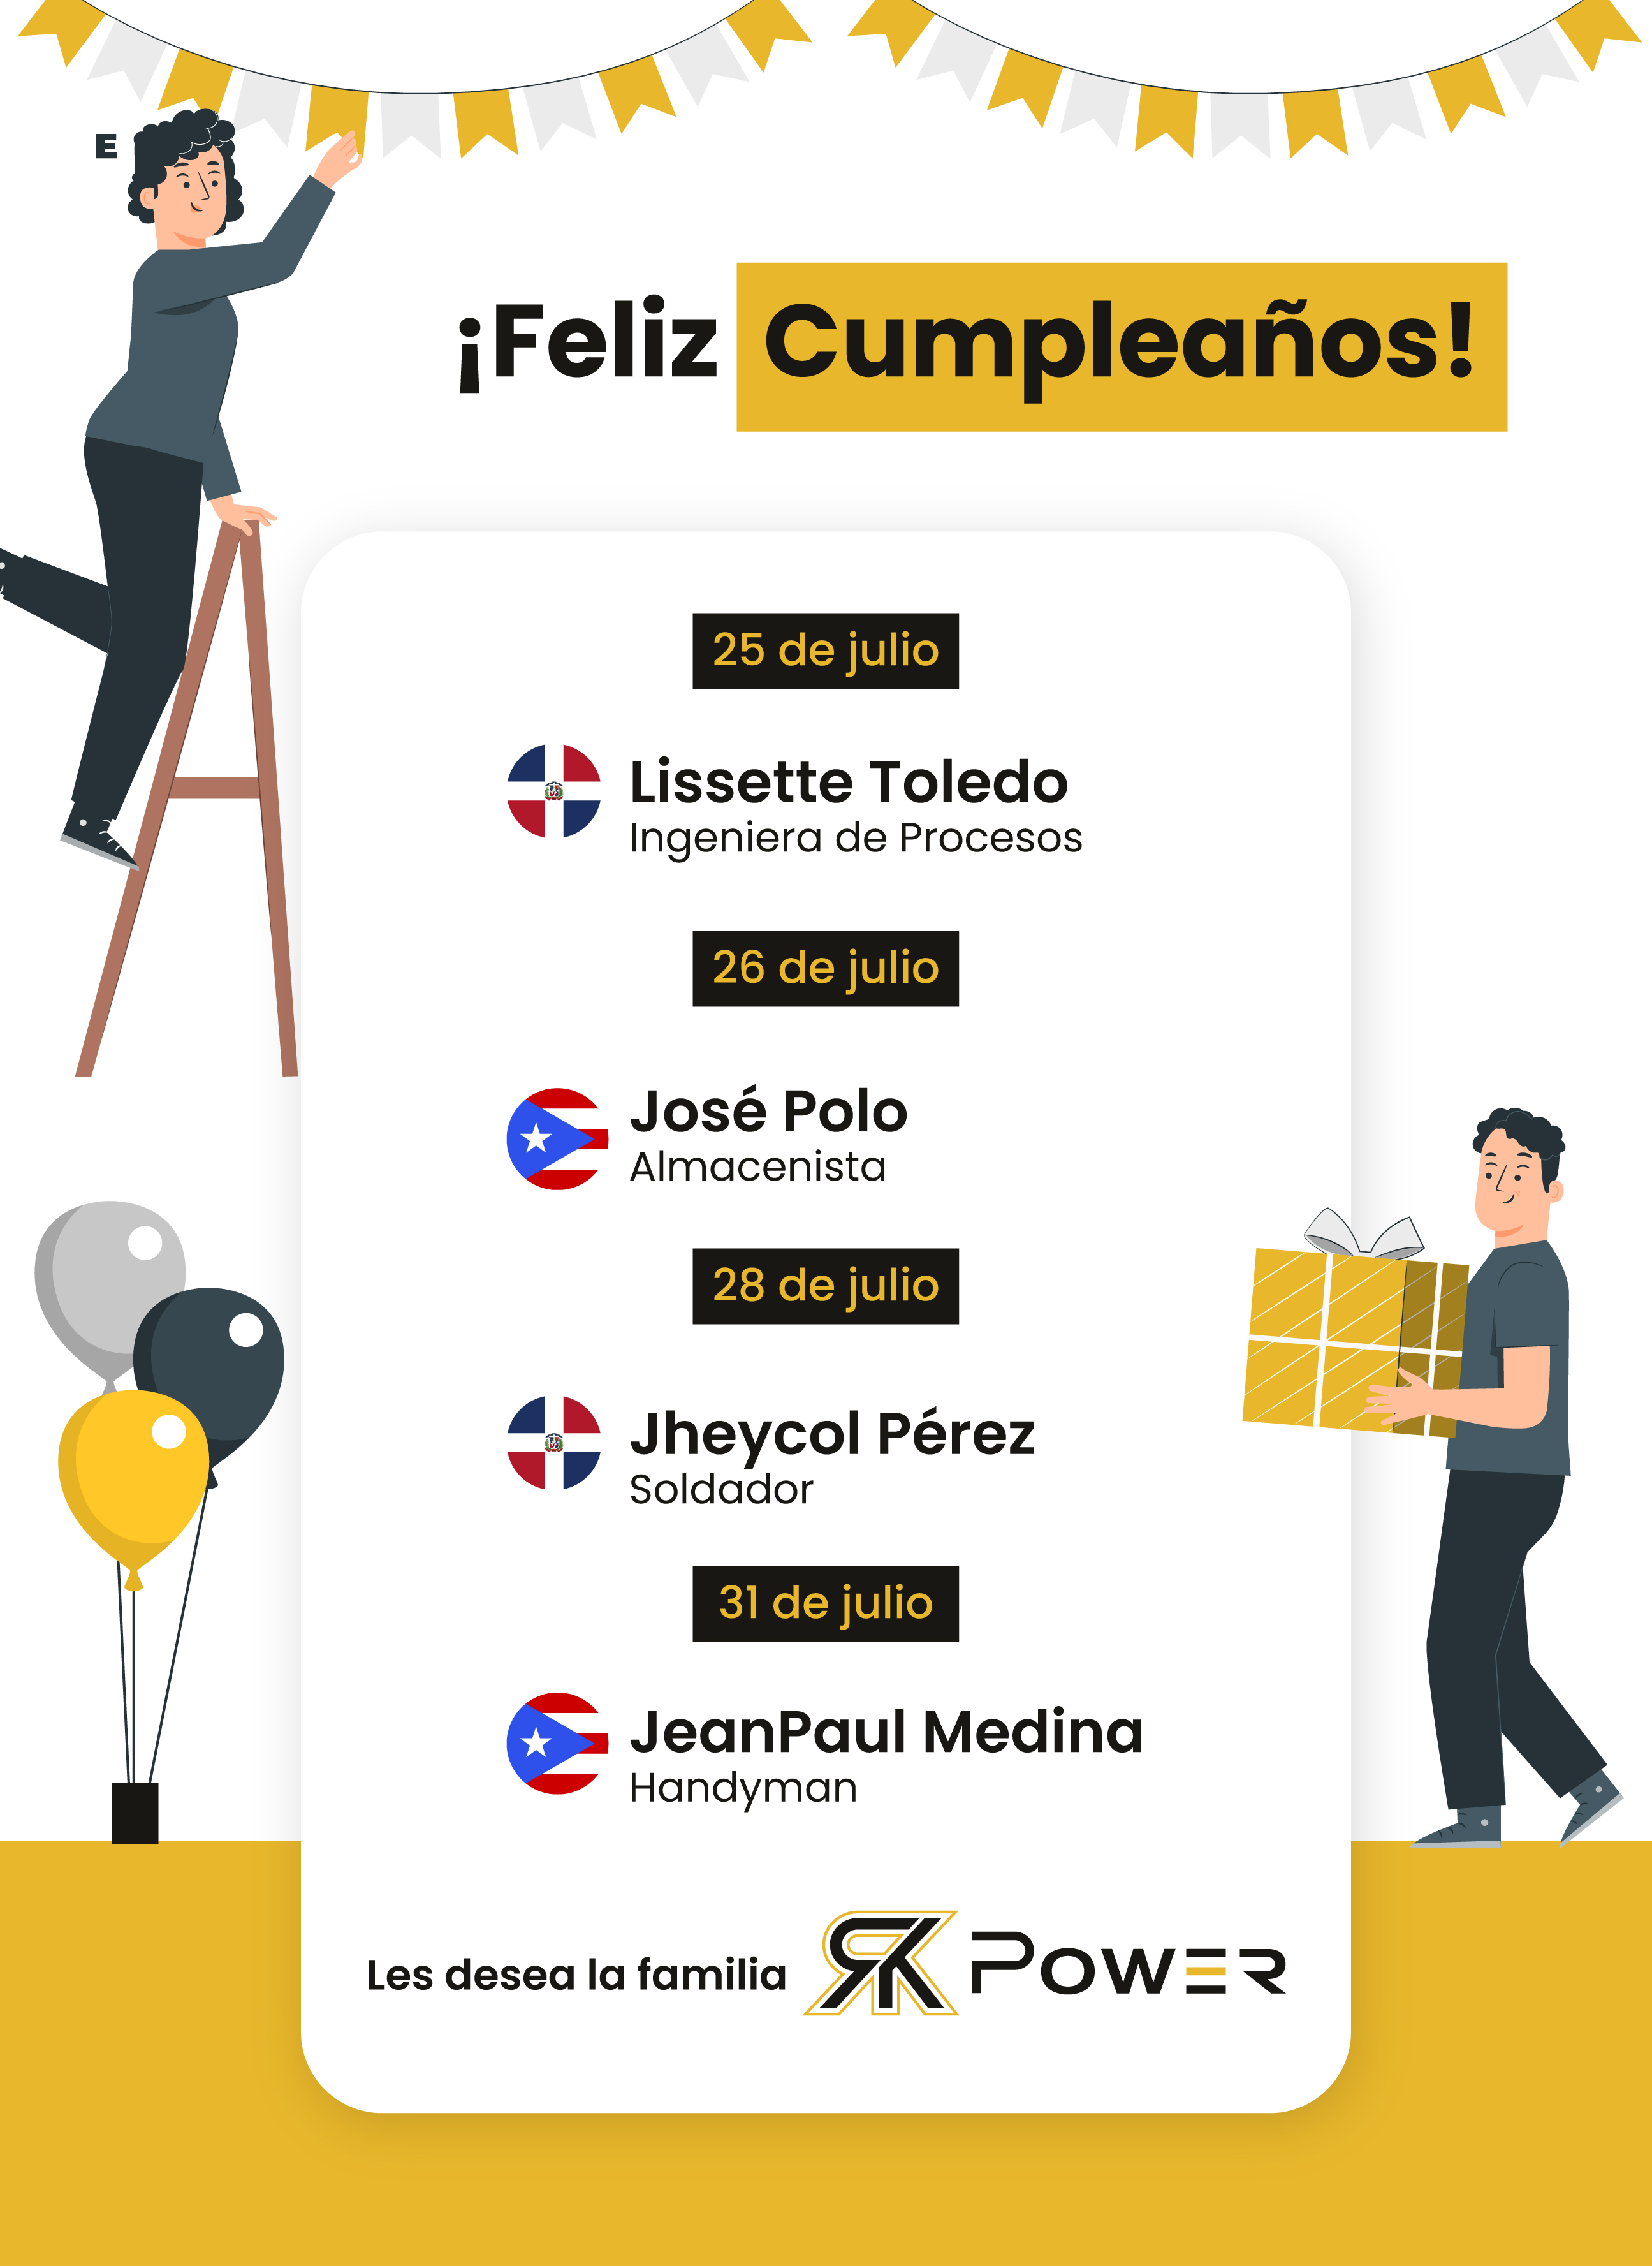 E
¡Feliz Cumpleaños!
25 de julio
Lissette Toledo
Ingeniera de Procesos
26 de julio
José Polo
Almacenista
28 de julio
Jheycol Pérez
Soldador
31 de julio
JeanPaul Medina
Handyman
Les desea la familia RK POWER